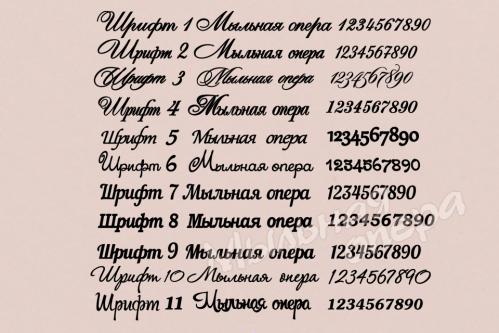 Шрифт 1 Мыльная опера 1234567890
Шрифт 2 Мыльная опера 1234567890
Шрифт 3 Мыльная опера 1234567890
Шрифт 4 Мыльная опера 1234567890
Шрифт 5 Мыльная опера 1234567890
Шрифт 6 Мыльная опера 1234567890
Шрифт 7 Мыльная опера 1234567890
Шрифт 8 Мыльная опера 1234567890
Шрифт 9 Мыльная опера 1234567890
Шрифт 10 Мыльная опера 1234567890
Шрифт 11 Мыльная опера 1234567890
Мыльная
опера